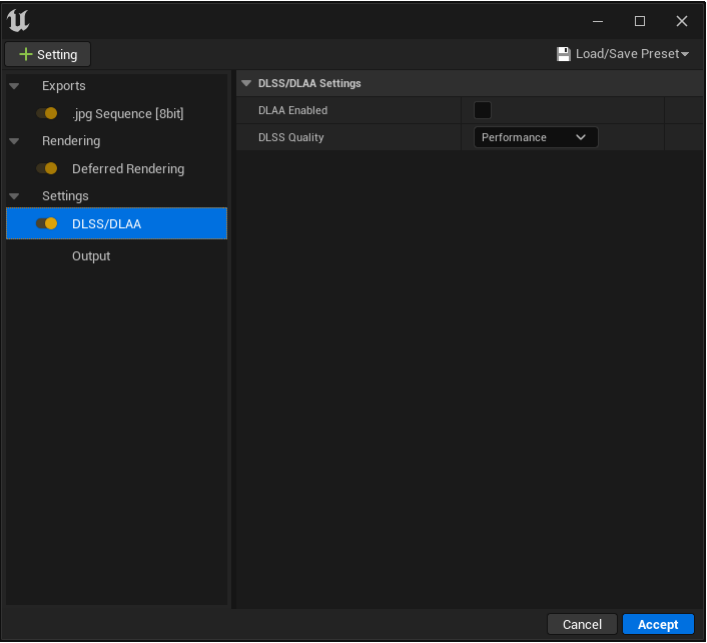 Setting
Load/Save Preset
Exports
.jpg Sequence [8bit]
Rendering
Deferred Rendering
Settings
DLSS/DLAA
Output
DLSS/DLAA Settings
DLAA Enabled
DLSS Quality
Performance
Cancel
Accept